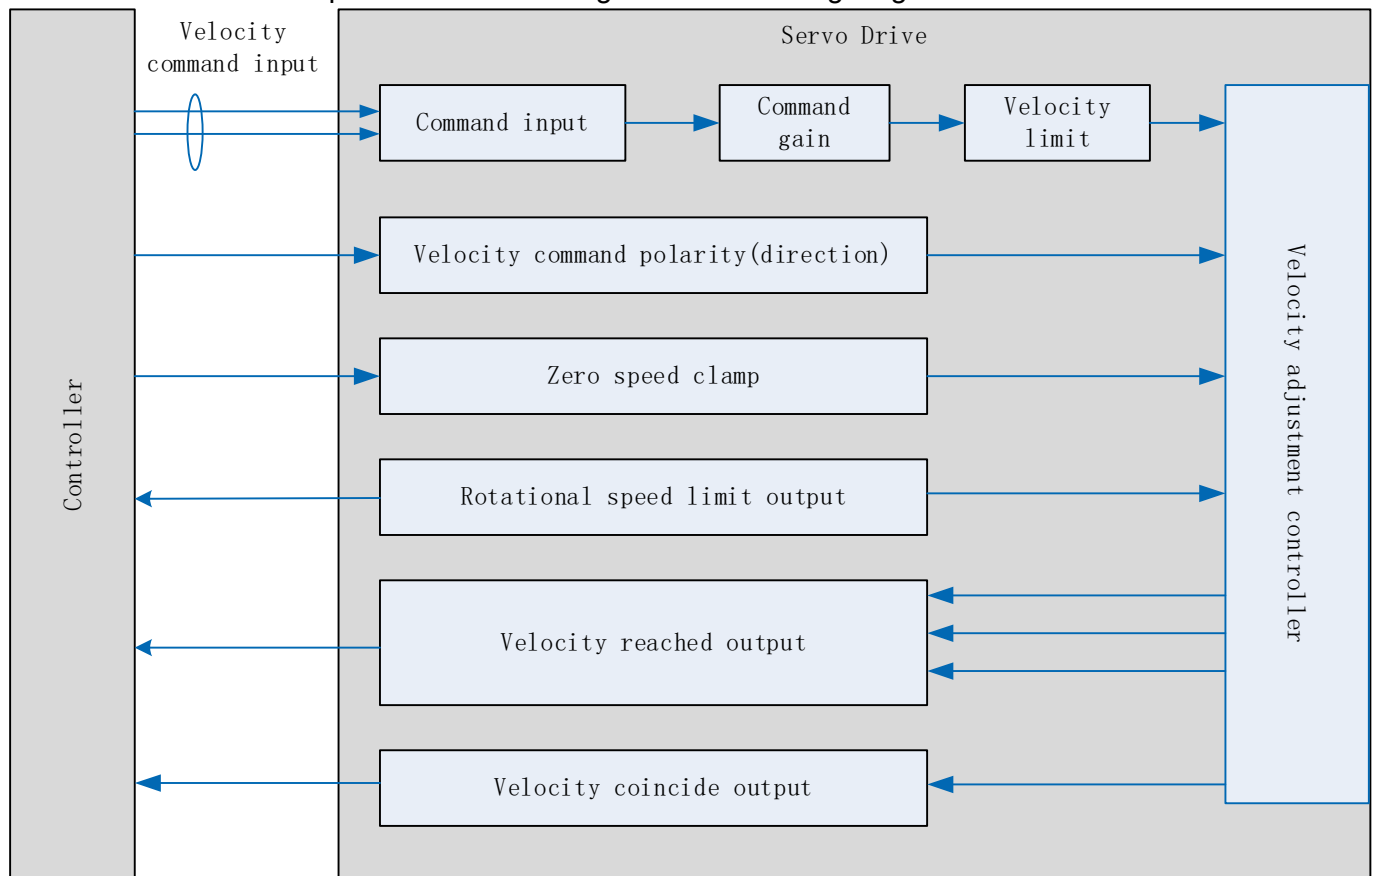 Velocity
command input
Servo Drive
Command input
Command
gain
Velocity
limit
Velocity command polarity(direction)
Zero speed clamp
Rotational speed limit output
Velocity reached output
Velocity coincide output
Controller
Velocity adjustment controller